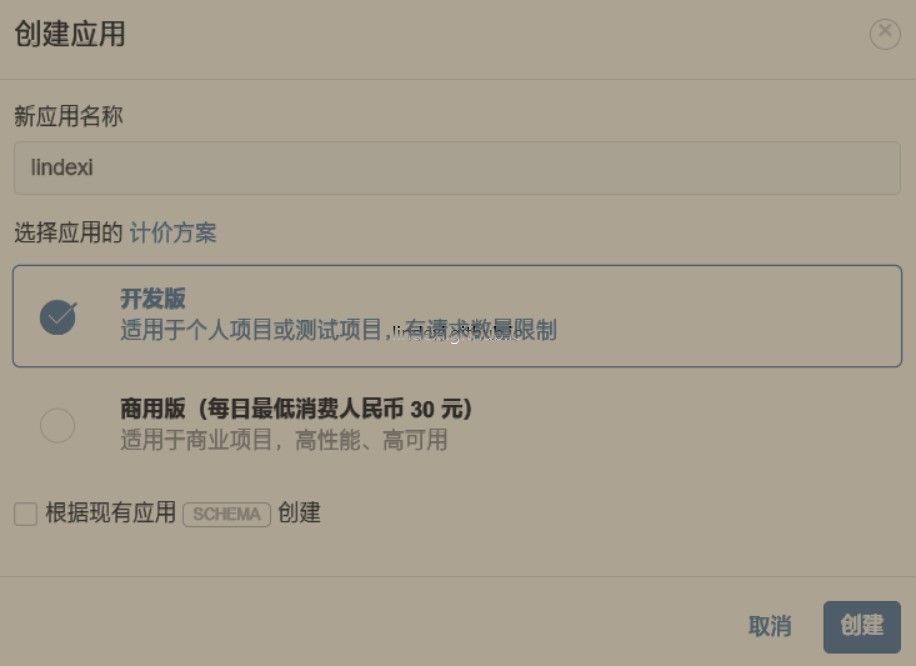 创建应用
新应用名称
lindexi
选择应用的 计价方案
开发版
适用于个人项目或测试项目，有请求数量限制
商用版（每日最低消费人民币 30 元）
适用于商业项目，高性能、高可用
根据现有应用 SCHEMA 创建
取消 创建